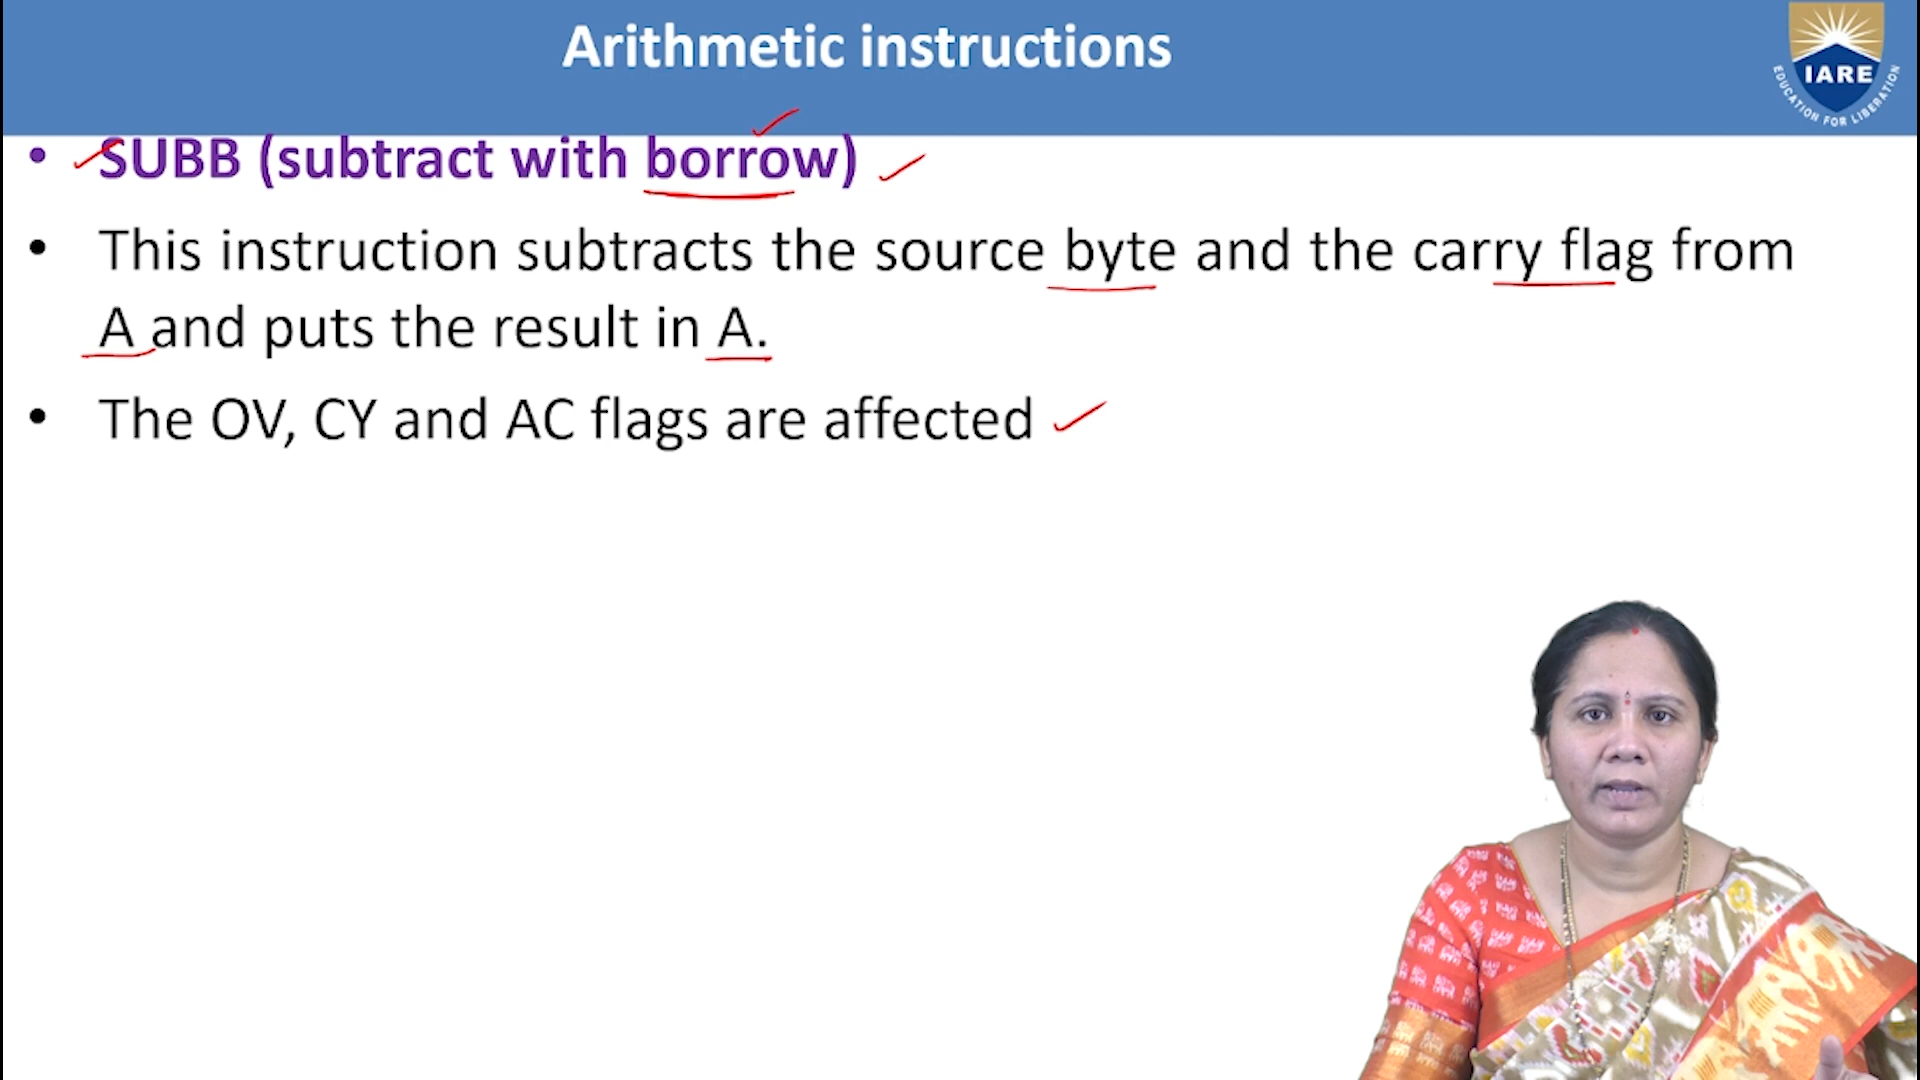 Arithmetic instructions
IARE
EDUCATION FOR LIBERATION
• SUBB (subtract with borrow)
• This instruction subtracts the source byte and the carry flag from
A and puts the result in A.
• The OV, CY and AC flags are affected